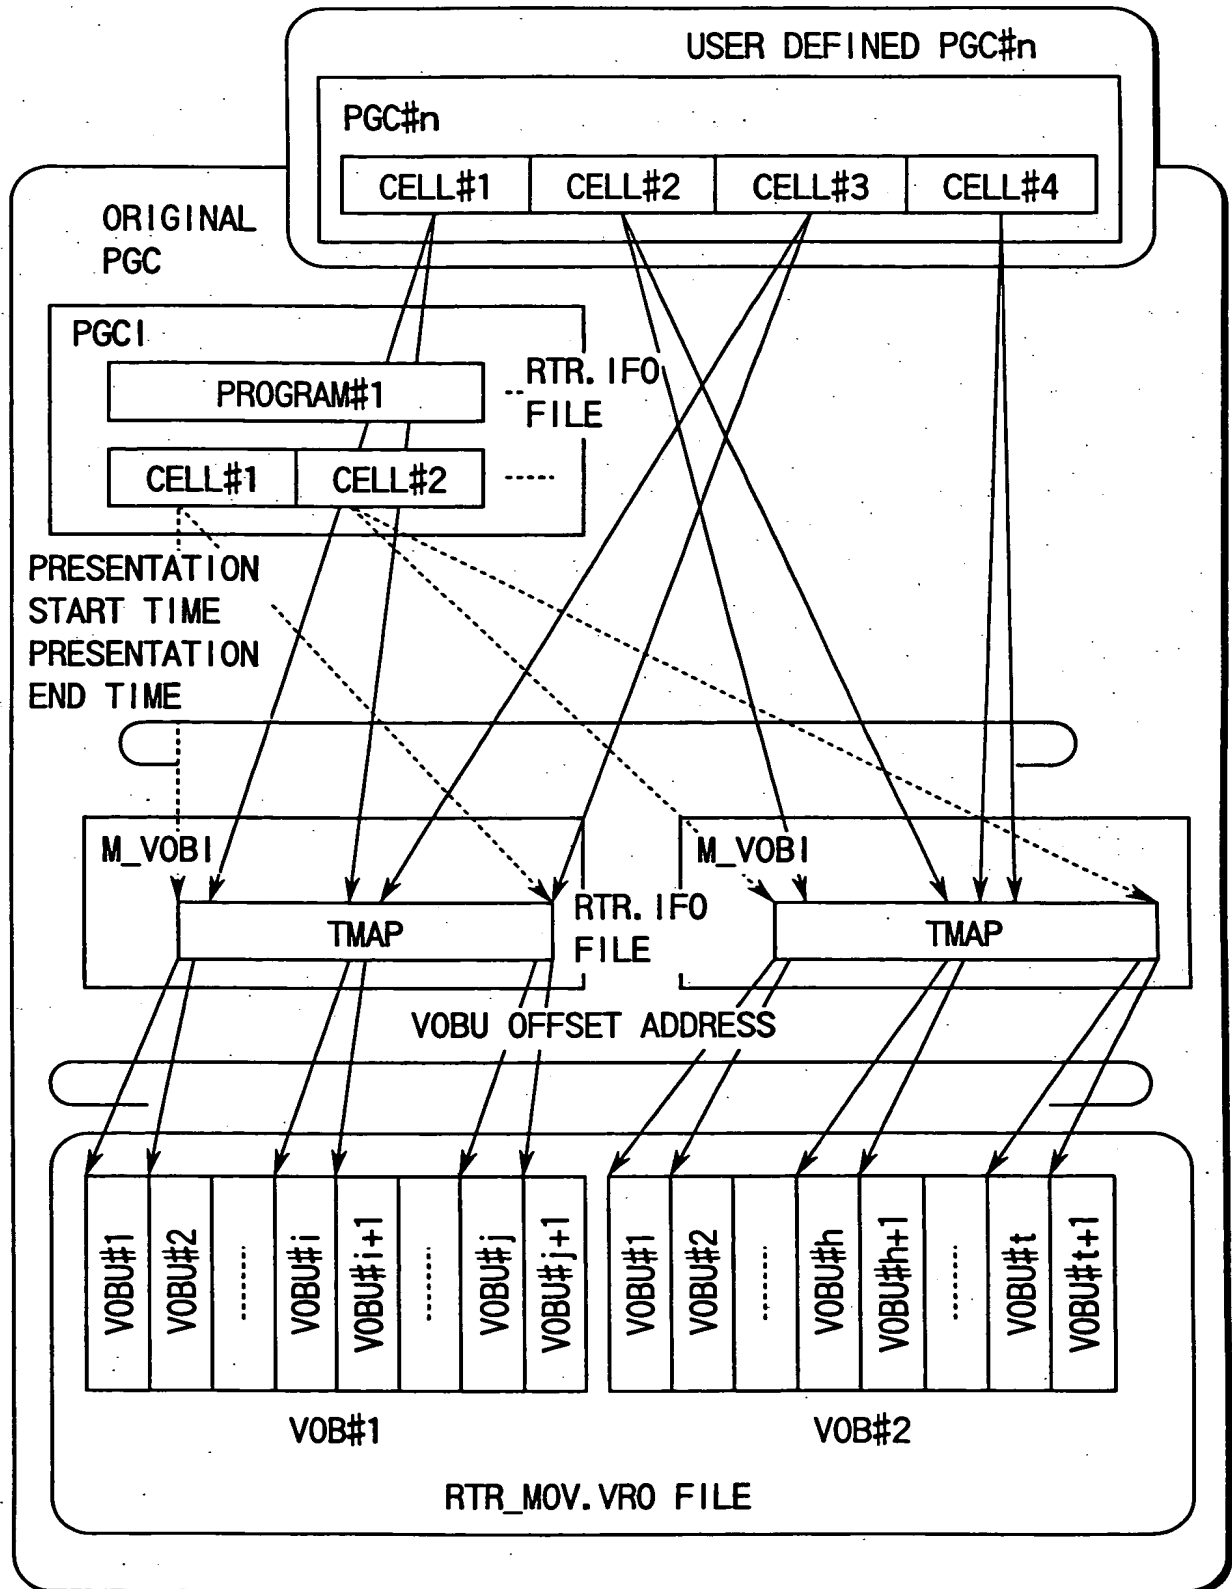 USER DEFINED PGC#n
PGC#n
CELL#1 CELL#2 CELL#3 CELL#4
ORIGINAL
PGC
PGCI
PROGRAM#1
RTR.IFO
FILE
CELL#1 CELL#2
PRESENTATION
START TIME
PRESENTATION
END TIME
M_VOBI
M_VOBI
TMAP
RTR.IFO
FILE
TMAP
VOBU OFFSET ADDRESS
VOBU#1
VOBU#2
VOBU#i
VOBU#i+1
VOBU#j
VOBU#j+1
VOBU#1
VOBU#2
VOBU#h
VOBU#h+1
VOBU#t
VOBU#t+1
VOB#1
VOB#2
RTR_MOV.VRO FILE